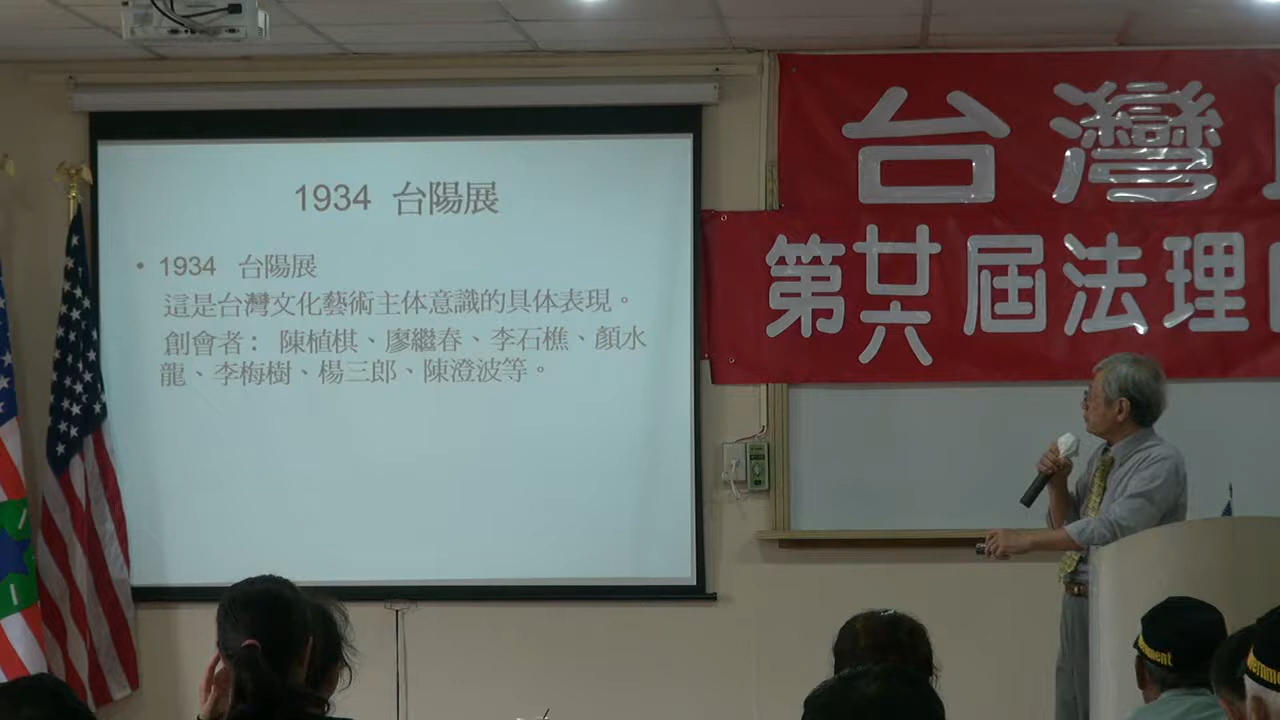 1934 台陽展
• 1934 台陽展
這是台灣文化藝術主体意識的具体表現。
創會者：陳植棋、廖繼春、李石樵、顏水
龍、李梅樹、楊三郎、陳澄波等。
台灣
第廿六屆法理